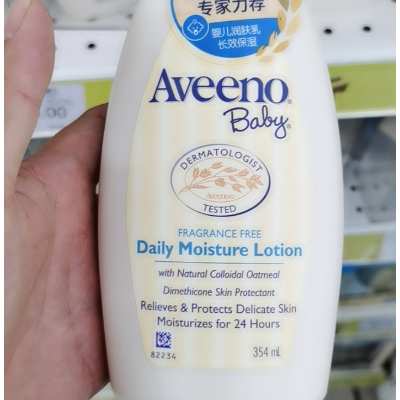 专家力荐
婴儿润肤乳
长效保湿
.00
Aveeno®
Baby®
DERMATOLOGIST
Aveeno
TESTED
FRAGRANCE FREE
Daily Moisture Lotion
with Natural Colloidal Oatmeal
Dimethicone Skin Protectant
Relieves & Protects Delicate Skin
Moisturizes for 24 Hours
82234
354 mL